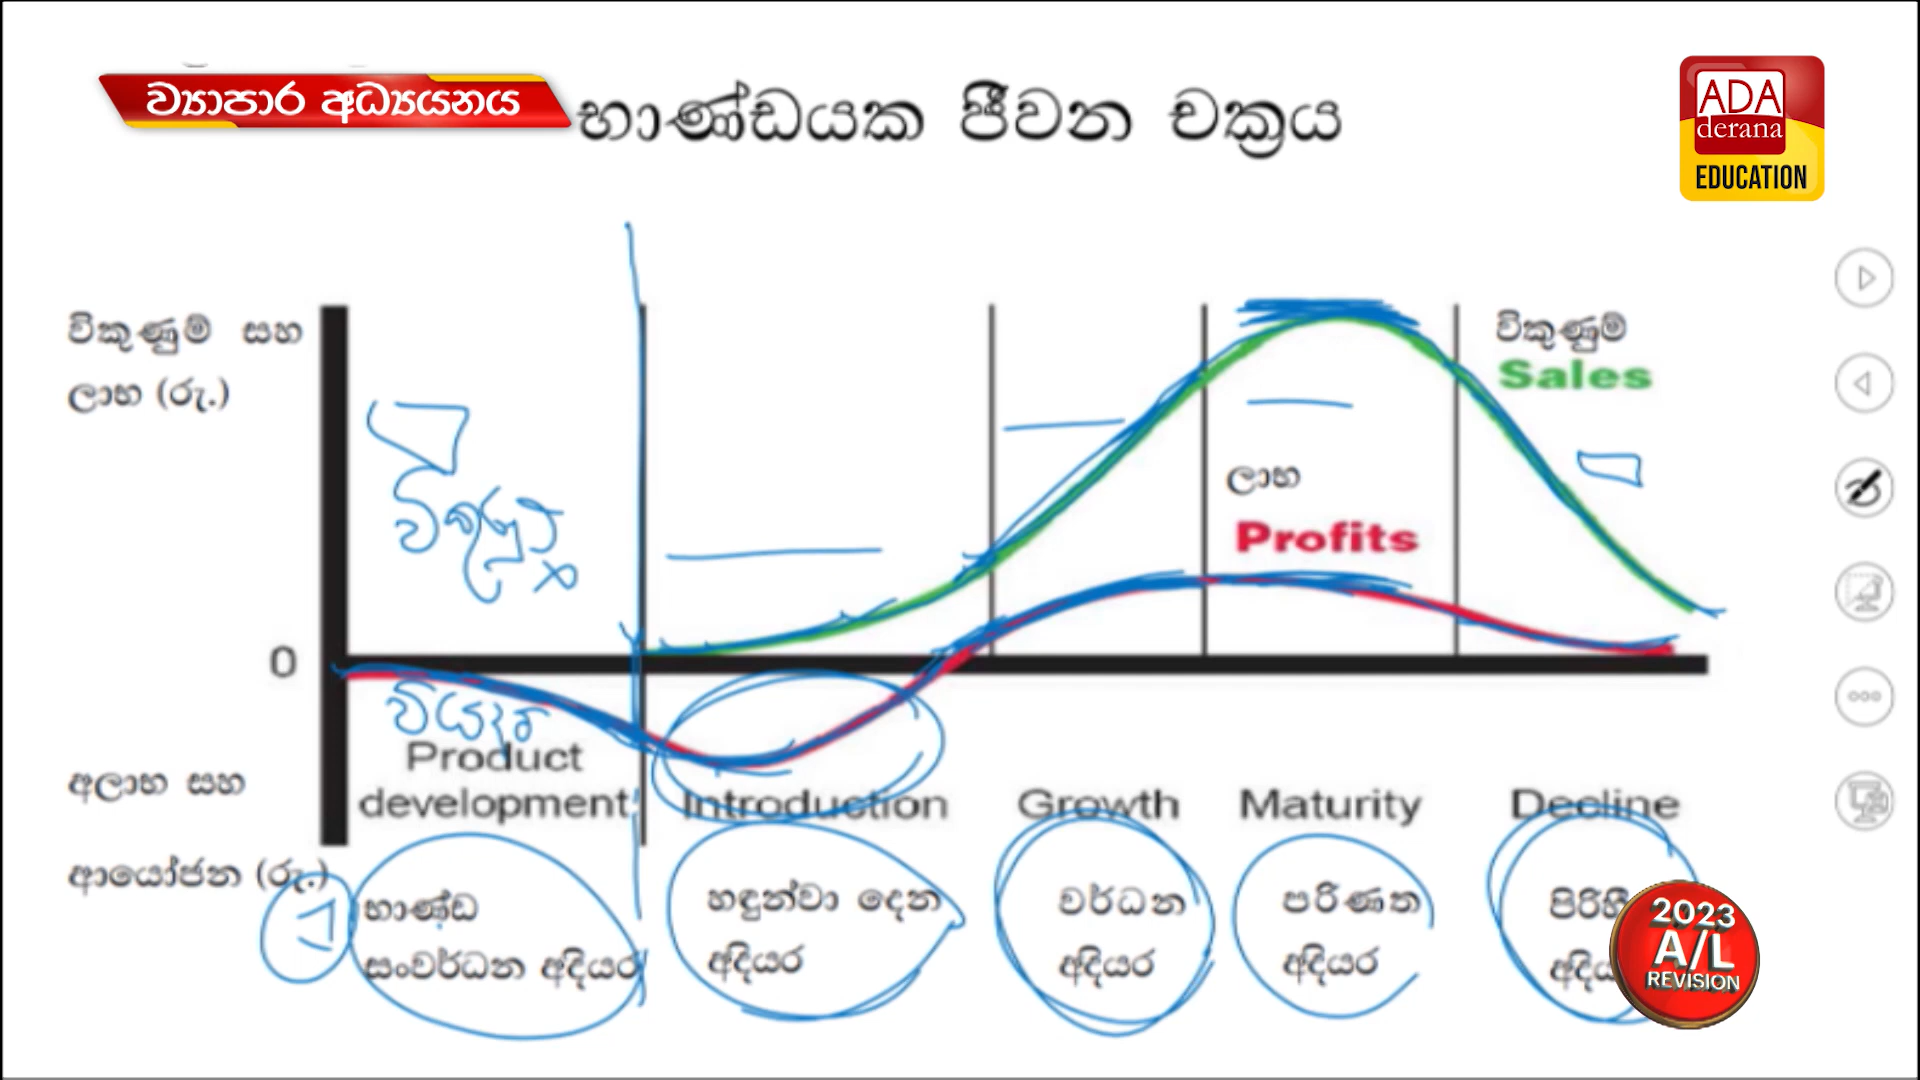 ව්‍යාපාර අධ්‍යයනය
භාණ්ඩයක ජීවන චක්‍රය
ADA
derana
EDUCATION
විකුණුම් සහ
ලාභ (රු.)
විකුණුම්
Sales
ලාභ
Profits
0
වියදම්
Product
development
Introduction
Growth
Maturity
Decline
අලාභ සහ
ආයෝජන (රු.)
භාණ්ඩ
සංවර්ධන අදියර
හඳුන්වා දෙන
අදියර
වර්ධන
අදියර
පරිණත
අදියර
2023
A/L
REVISION